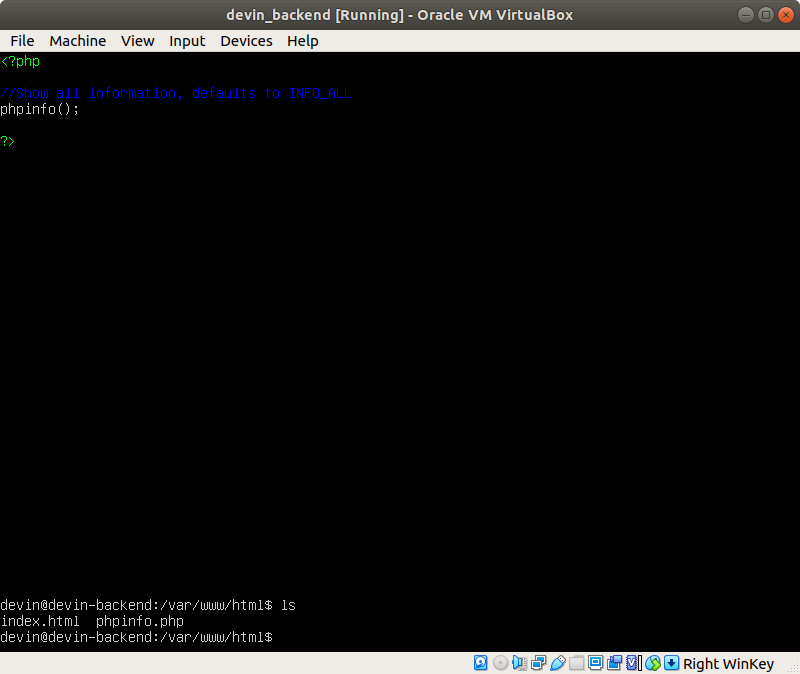 devin_backend [Running] - Oracle VM VirtualBox
File Machine View Input Devices Help
<?php
//Show all information, defaults to INFO_ALL
phpinfo();
?>
devin@devin-backend:/var/www/html$ ls
index.html  phpinfo.php
devin@devin-backend:/var/www/html$
Right WinKey